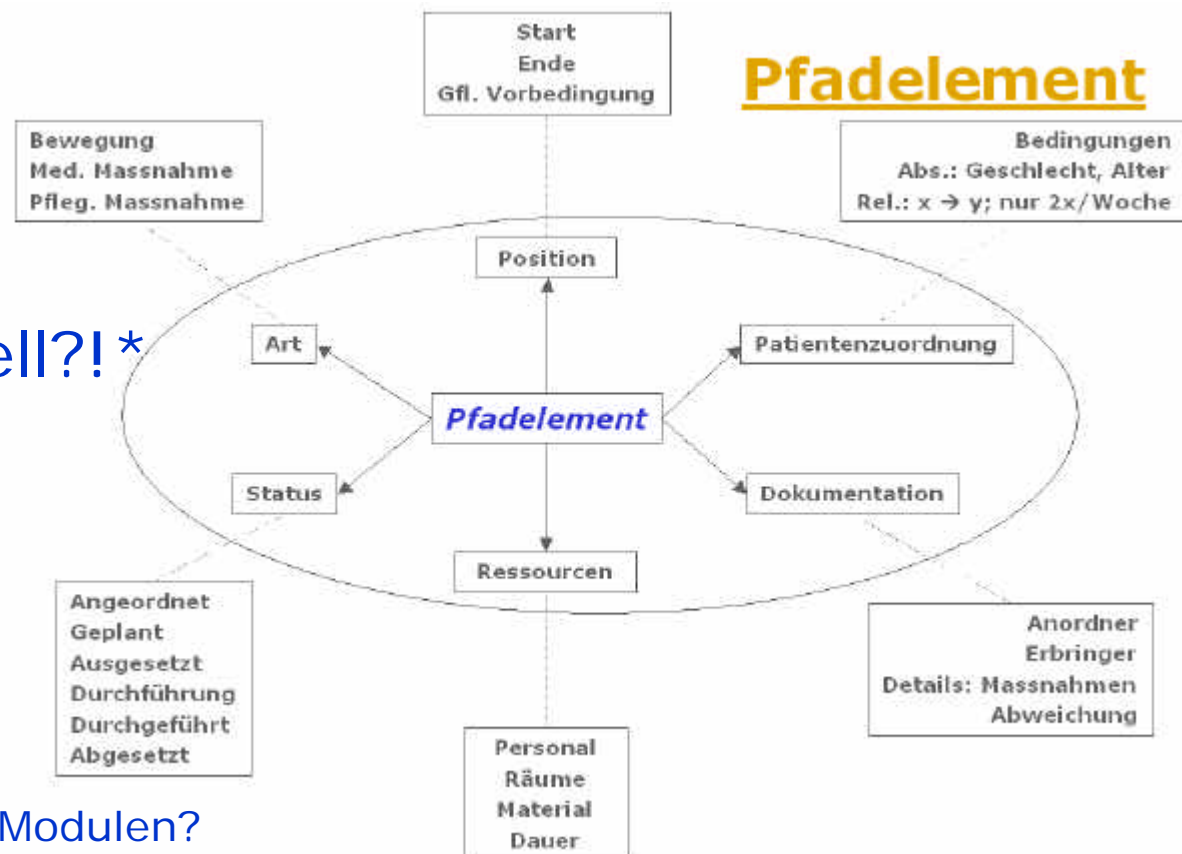 Start
Ende
Gfl. Vorbedingung
Pfadelement
Bewegung
Med. Massnahme
Pfleg. Massnahme
Bedingungen
Abs.: Geschlecht, Alter
Rel.: x → y; nur 2x/Woche
Position
ell?!*
Art
Patientenzuordnung
Pfadelement
Status
Dokumentation
Ressourcen
Angeordnet
Geplant
Ausgesetzt
Durchführung
Durchgeführt
Abgesetzt
Anordner
Erbringer
Details: Massnahmen
Abweichung
Personal
Räume
Material
Dauer
Modulen?